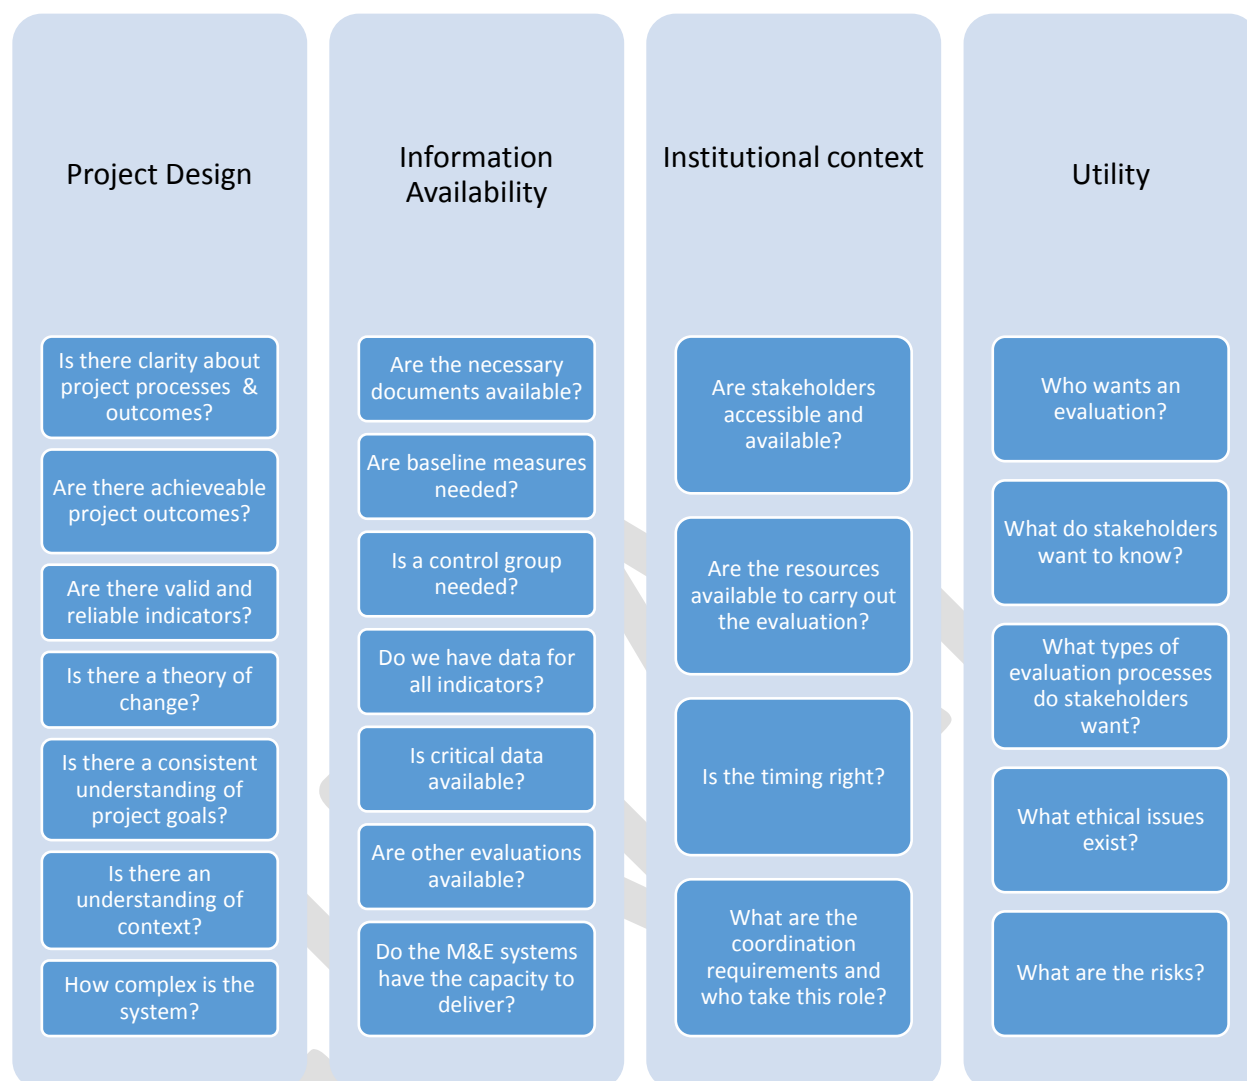 Project Design
Is there clarity about
project processes  &
outcomes?
Are there achieveable
project outcomes?
Are there valid and
reliable indicators?
Is there a theory of
change?
Is there a consistent
understanding of
project goals?
Is there an
understanding of
context?
How complex is the
system?
Information
Availability
Are the necessary
documents available?
Are baseline measures
needed?
Is a control group
needed?
Do we have data for
all indicators?
Is critical data
available?
Are other evaluations
available?
Do the M&E systems
have the capacity to
deliver?
Institutional context
Are stakeholders
accessible and
available?
Are the resources
available to carry out
the evaluation?
Is the timing right?
What are the
coordination
requirements and
who take this role?
Utility
Who wants an
evaluation?
What do stakeholders
want to know?
What types of
evaluation processes
do stakeholders
want?
What ethical issues
exist?
What are the risks?